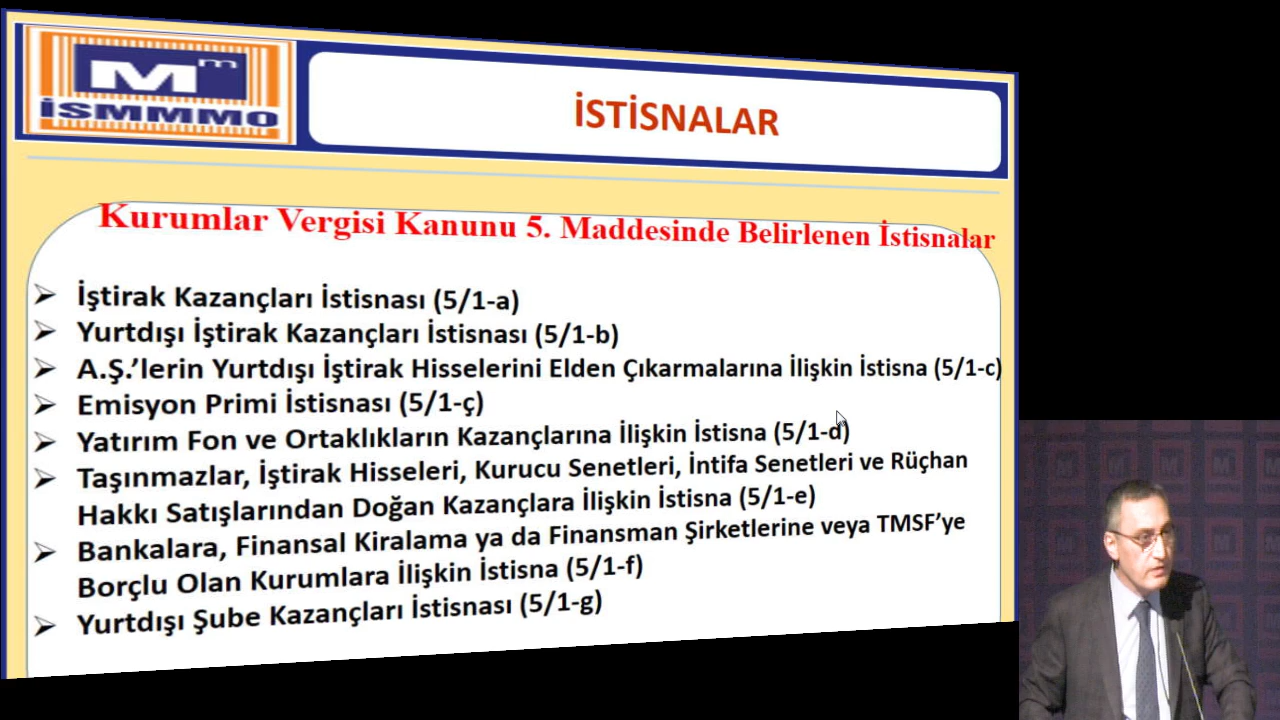 Mm
İSMMMO
İSTİSNALAR
Kurumlar Vergisi Kanunu 5. Maddesinde Belirlenen İstisnalar
➢ İştirak Kazançları İstisnası (5/1-a)
➢ Yurtdışı İştirak Kazançları İstisnası (5/1-b)
➢ A.Ş.’lerin Yurtdışı İştirak Hisselerini Elden Çıkarmalarına İlişkin İstisna (5/1-c)
➢ Emisyon Primi İstisnası (5/1-ç)
➢ Yatırım Fon ve Ortaklıkların Kazançlarına İlişkin İstisna (5/1-d)
➢ Taşınmazlar, İştirak Hisseleri, Kurucu Senetleri, İntifa Senetleri ve Rüçhan
Hakkı Satışlarından Doğan Kazançlara İlişkin İstisna (5/1-e)
➢ Bankalara, Finansal Kiralama ya da Finansman Şirketlerine veya TMSF’ye
Borçlu Olan Kurumlara İlişkin İstisna (5/1-f)
➢ Yurtdışı Şube Kazançları İstisnası (5/1-g)